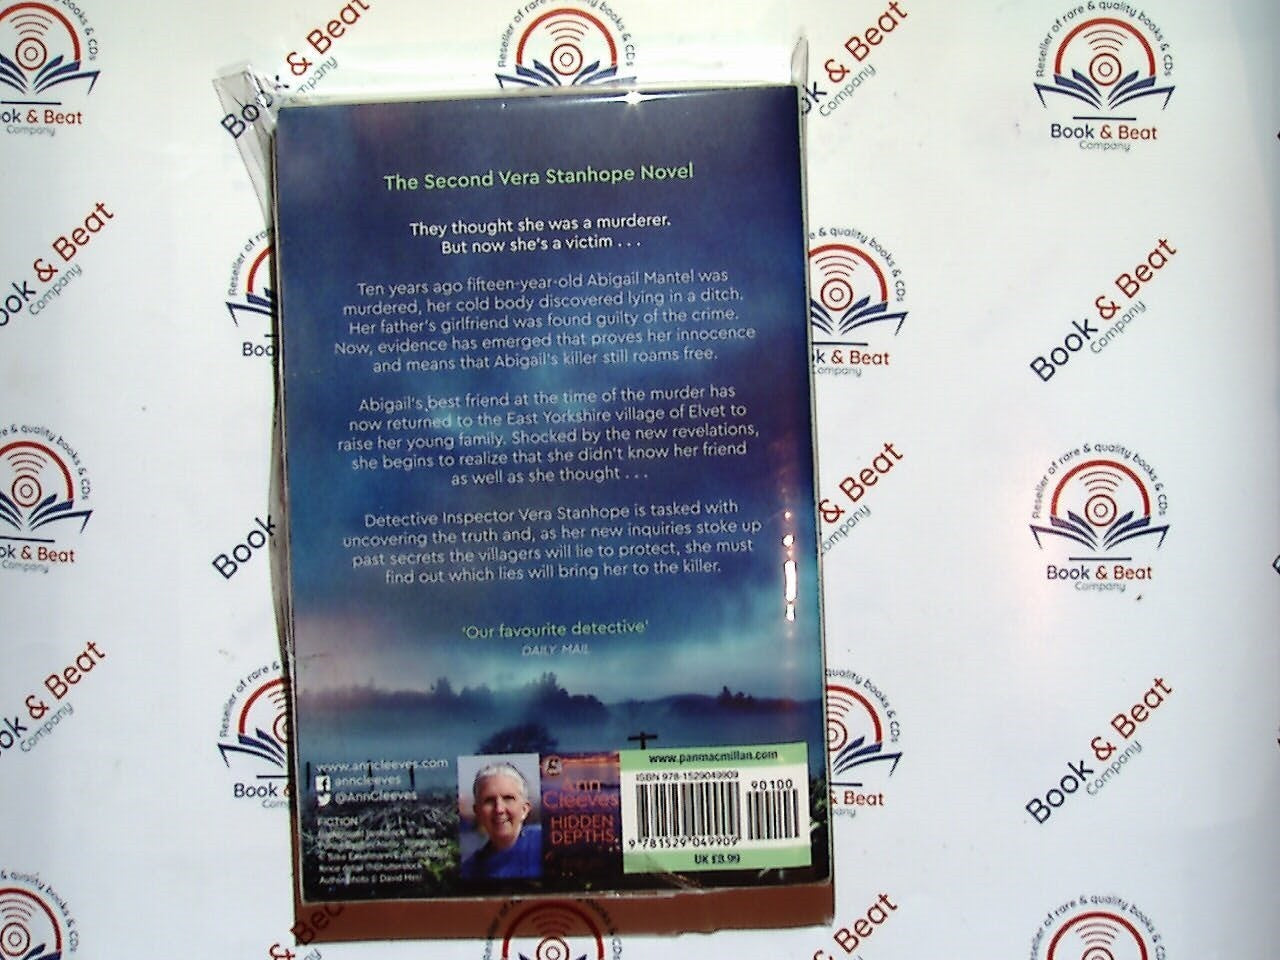 The Second Vera Stanhope Novel
They thought she was a murderer.
But now she's a victim . . .
Ten years ago fifteen-year-old Abigail Mantel was
murdered, her cold body discovered lying in a ditch.
Her father's girlfriend was found guilty of the crime.
Now, evidence has emerged that proves her innocence
and means that Abigail's killer still roams free.
Abigail's best friend at the time of the murder has
now returned to the East Yorkshire village of Elvet to
raise her young family. Shocked by the new revelations,
she begins to realize that she didn't know her friend
as well as she thought . . .
Detective Inspector Vera Stanhope is tasked with
uncovering the truth and, as her new inquiries stoke up
past secrets the villagers will lie to protect, she must
find out which lies will bring her to the killer.
'Our favourite detective'
DAILY MAIL
www.anncleeves.com
anncleeves
@AnnCleeves
FICTION
Ann
Cleeves
HIDDEN
DEPTHS
www.panmacmillan.com
ISBN 978-1529049909
90100
9 781529 049909
UK £8.99
Reseller of rare & quality books & CDs
Book & Beat
Company